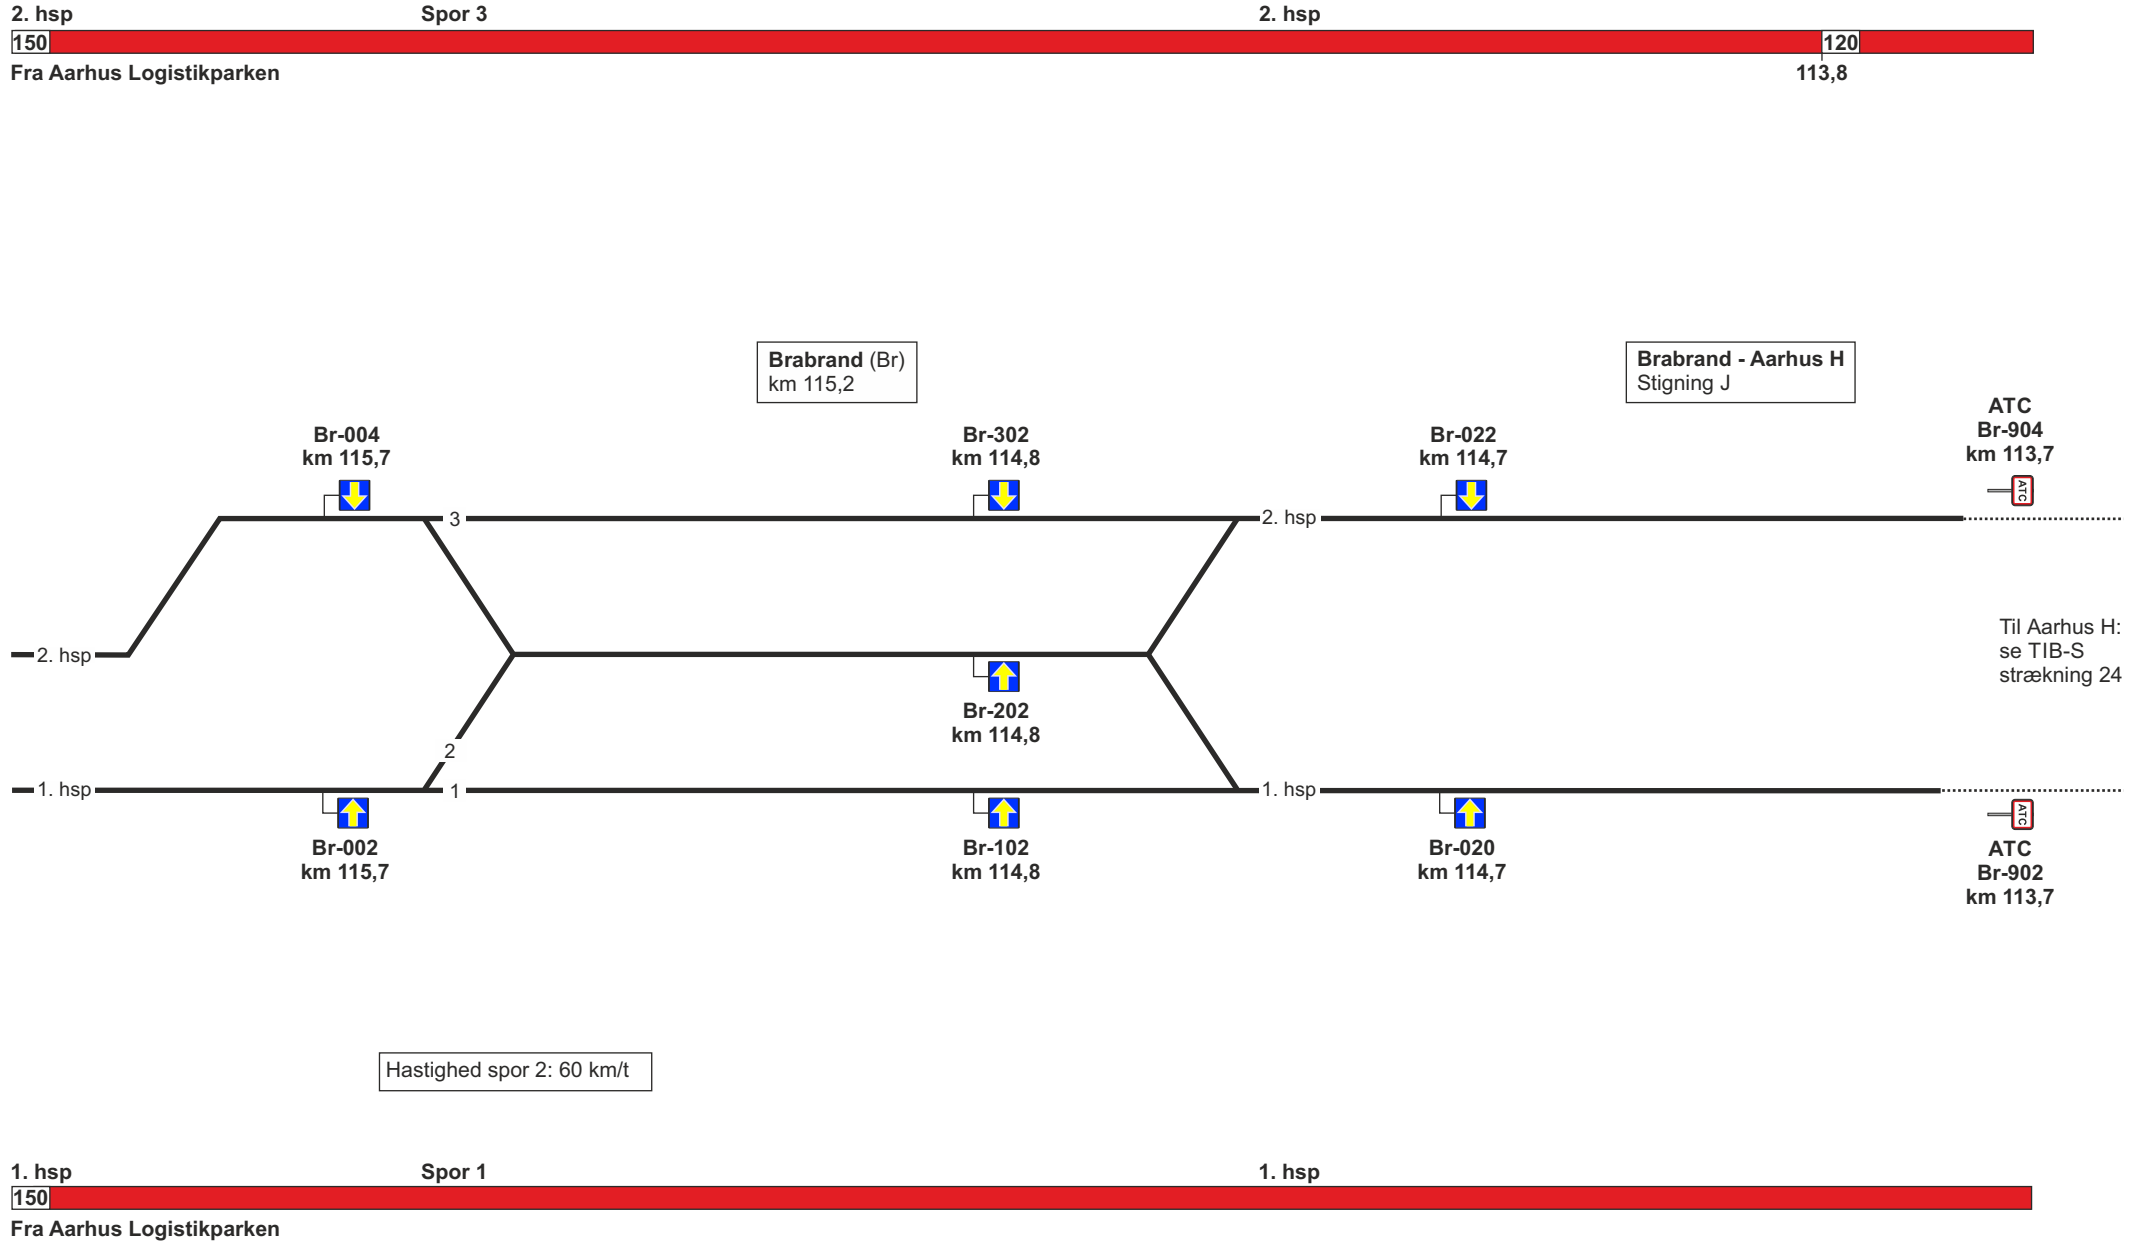 2. hsp
Spor 3
2. hsp
150
120
Fra Aarhus Logistikparken
113,8
Brabrand (Br)
km 115,2
Brabrand - Aarhus H
Stigning J
ATC
Br-904
km 113,7
ATC
Br-004
km 115,7
Br-302
km 114,8
Br-022
km 114,7
3
2. hsp
2. hsp
Til Aarhus H:
se TIB-S
strækning 24
Br-202
km 114,8
2
1. hsp
1
1. hsp
Br-002
km 115,7
Br-102
km 114,8
Br-020
km 114,7
ATC
ATC
Br-902
km 113,7
Hastighed spor 2: 60 km/t
1. hsp
Spor 1
1. hsp
150
Fra Aarhus Logistikparken